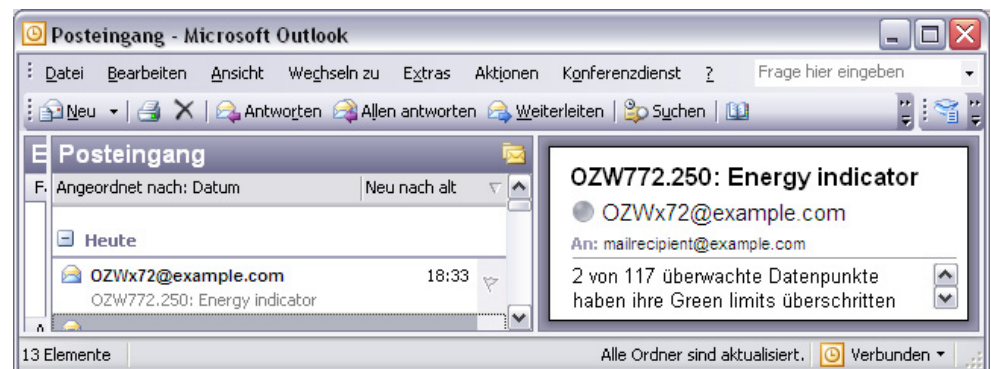 Posteingang - Microsoft Outlook
Datei Bearbeiten Ansicht Wechseln zu Extras Aktionen Konferenzdienst ? Frage hier eingeben
Neu Antworten Allen antworten Weiterleiten Suchen
Posteingang
Angeordnet nach: Datum Neu nach alt
Heute
OZWx72@example.com 18:33
OZW772.250: Energy indicator
OZW772.250: Energy indicator
OZWx72@example.com
An: mailrecipient@example.com
2 von 117 überwachte Datenpunkte
haben ihre Green limits überschritten
13 Elemente Alle Ordner sind aktualisiert. Verbunden